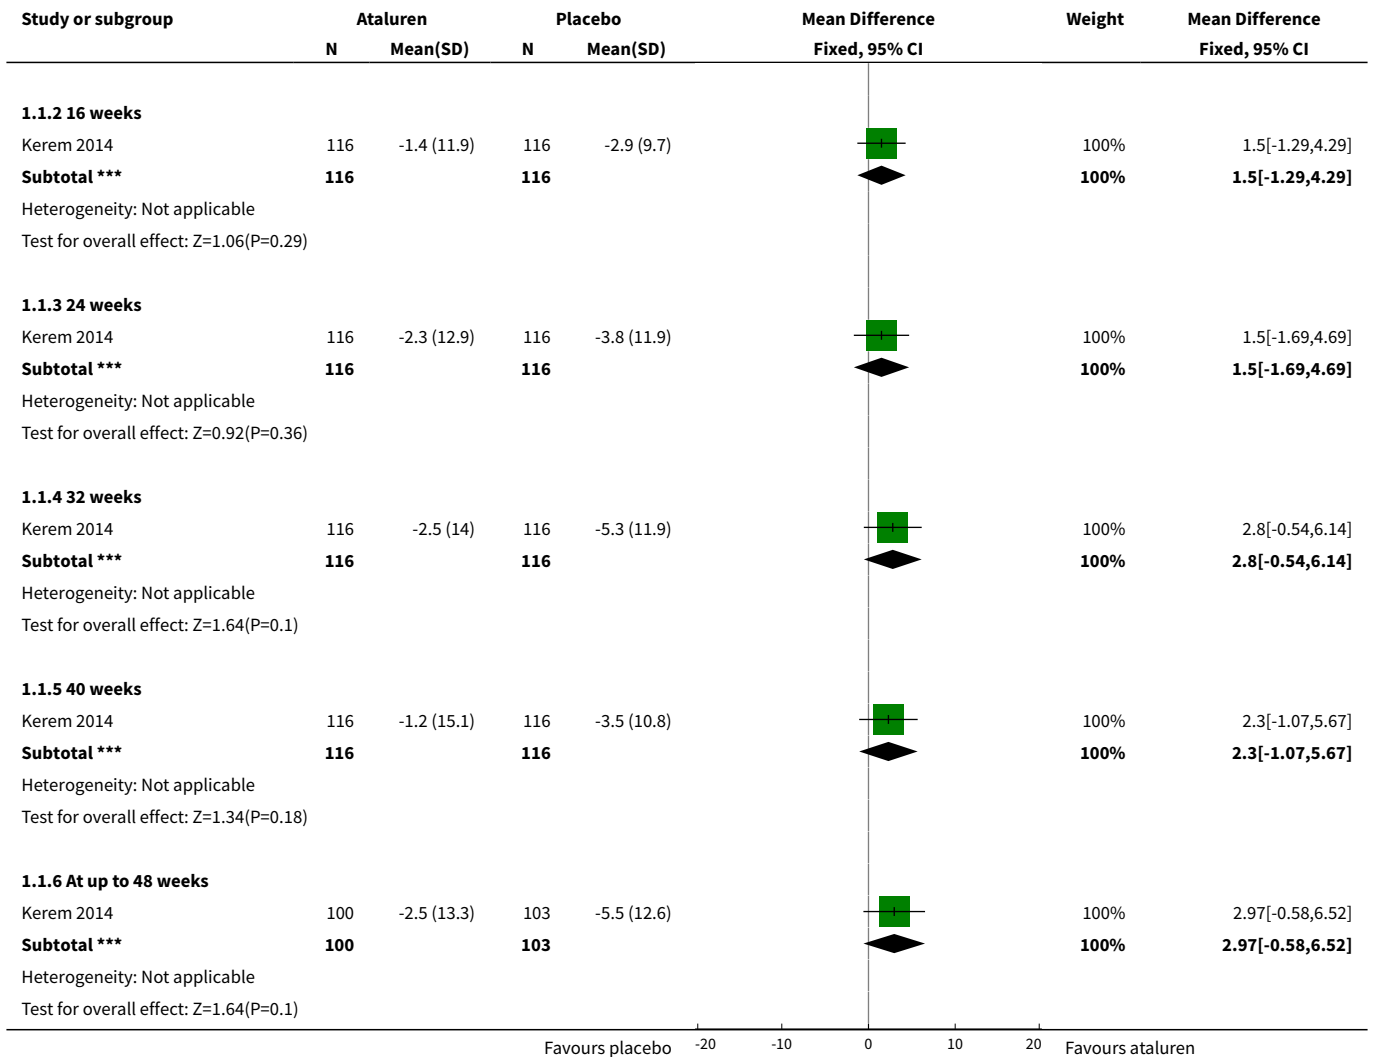 Study or subgroup Ataluren Placebo Mean Difference Weight Mean Difference
N Mean(SD) N Mean(SD) Fixed, 95% CI Fixed, 95% CI
1.1.2 16 weeks
Kerem 2014 116 -1.4 (11.9) 116 -2.9 (9.7) 100% 1.5[-1.29,4.29]
Subtotal *** 116 116 100% 1.5[-1.29,4.29]
Heterogeneity: Not applicable
Test for overall effect: Z=1.06(P=0.29)
1.1.3 24 weeks
Kerem 2014 116 -2.3 (12.9) 116 -3.8 (11.9) 100% 1.5[-1.69,4.69]
Subtotal *** 116 116 100% 1.5[-1.69,4.69]
Heterogeneity: Not applicable
Test for overall effect: Z=0.92(P=0.36)
1.1.4 32 weeks
Kerem 2014 116 -2.5 (14) 116 -5.3 (11.9) 100% 2.8[-0.54,6.14]
Subtotal *** 116 116 100% 2.8[-0.54,6.14]
Heterogeneity: Not applicable
Test for overall effect: Z=1.64(P=0.1)
1.1.5 40 weeks
Kerem 2014 116 -1.2 (15.1) 116 -3.5 (10.8) 100% 2.3[-1.07,5.67]
Subtotal *** 116 116 100% 2.3[-1.07,5.67]
Heterogeneity: Not applicable
Test for overall effect: Z=1.34(P=0.18)
1.1.6 At up to 48 weeks
Kerem 2014 100 -2.5 (13.3) 103 -5.5 (12.6) 100% 2.97[-0.58,6.52]
Subtotal *** 100 103 100% 2.97[-0.58,6.52]
Heterogeneity: Not applicable
Test for overall effect: Z=1.64(P=0.1)
Favours placebo -20 -10 0 10 20 Favours ataluren